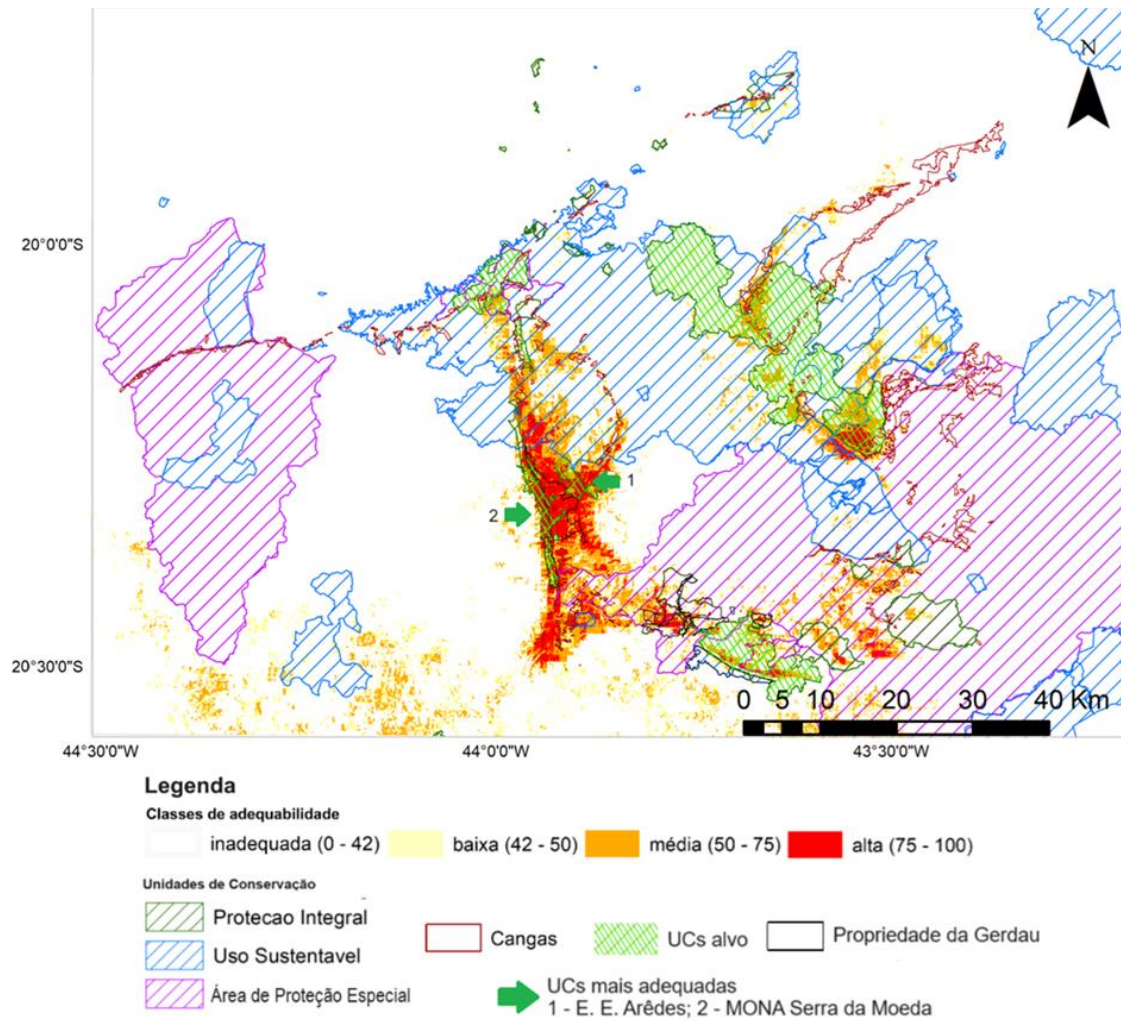 N
20°0'0"S
1
2
20°30'0"S
0 5 10 20 30 40 Km
44°30'0"W 44°0'0"W 43°30'0"W
Legenda
Classes de adequabilidade
inadequada (0 - 42) baixa (42 - 50) média (50 - 75) alta (75 - 100)
Unidades de Conservação
Protecao Integral Cangas UCs alvo Propriedade da Gerdau
Uso Sustentavel
Área de Proteção Especial
UCs mais adequadas
1 - E. E. Arêdes; 2 - MONA Serra da Moeda